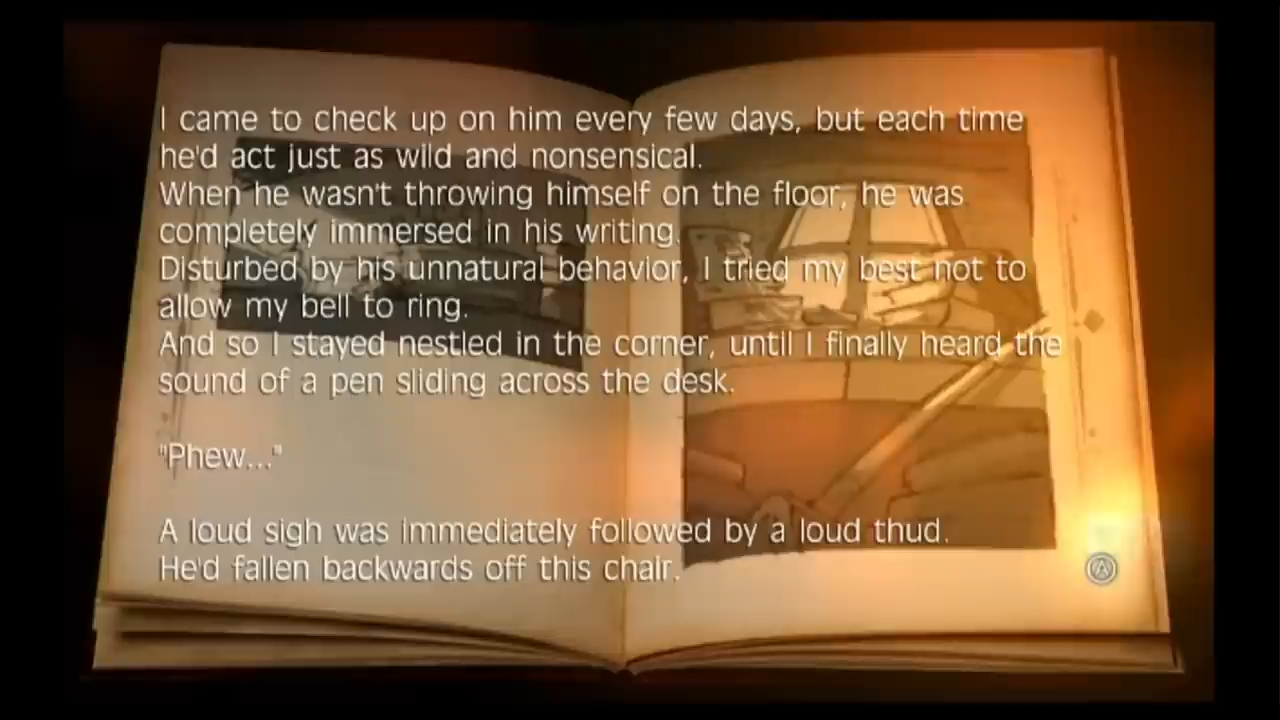 I came to check up on him every few days, but each time
he'd act just as wild and nonsensical.
When he wasn't throwing himself on the floor, he was
completely immersed in his writing.
Disturbed by his unnatural behavior, I tried my best not to
allow my bell to ring.
And so I stayed nestled in the corner, until I finally heard the
sound of a pen sliding across the desk.
"Phew..."
A loud sigh was immediately followed by a loud thud.
He'd fallen backwards off this chair.
A